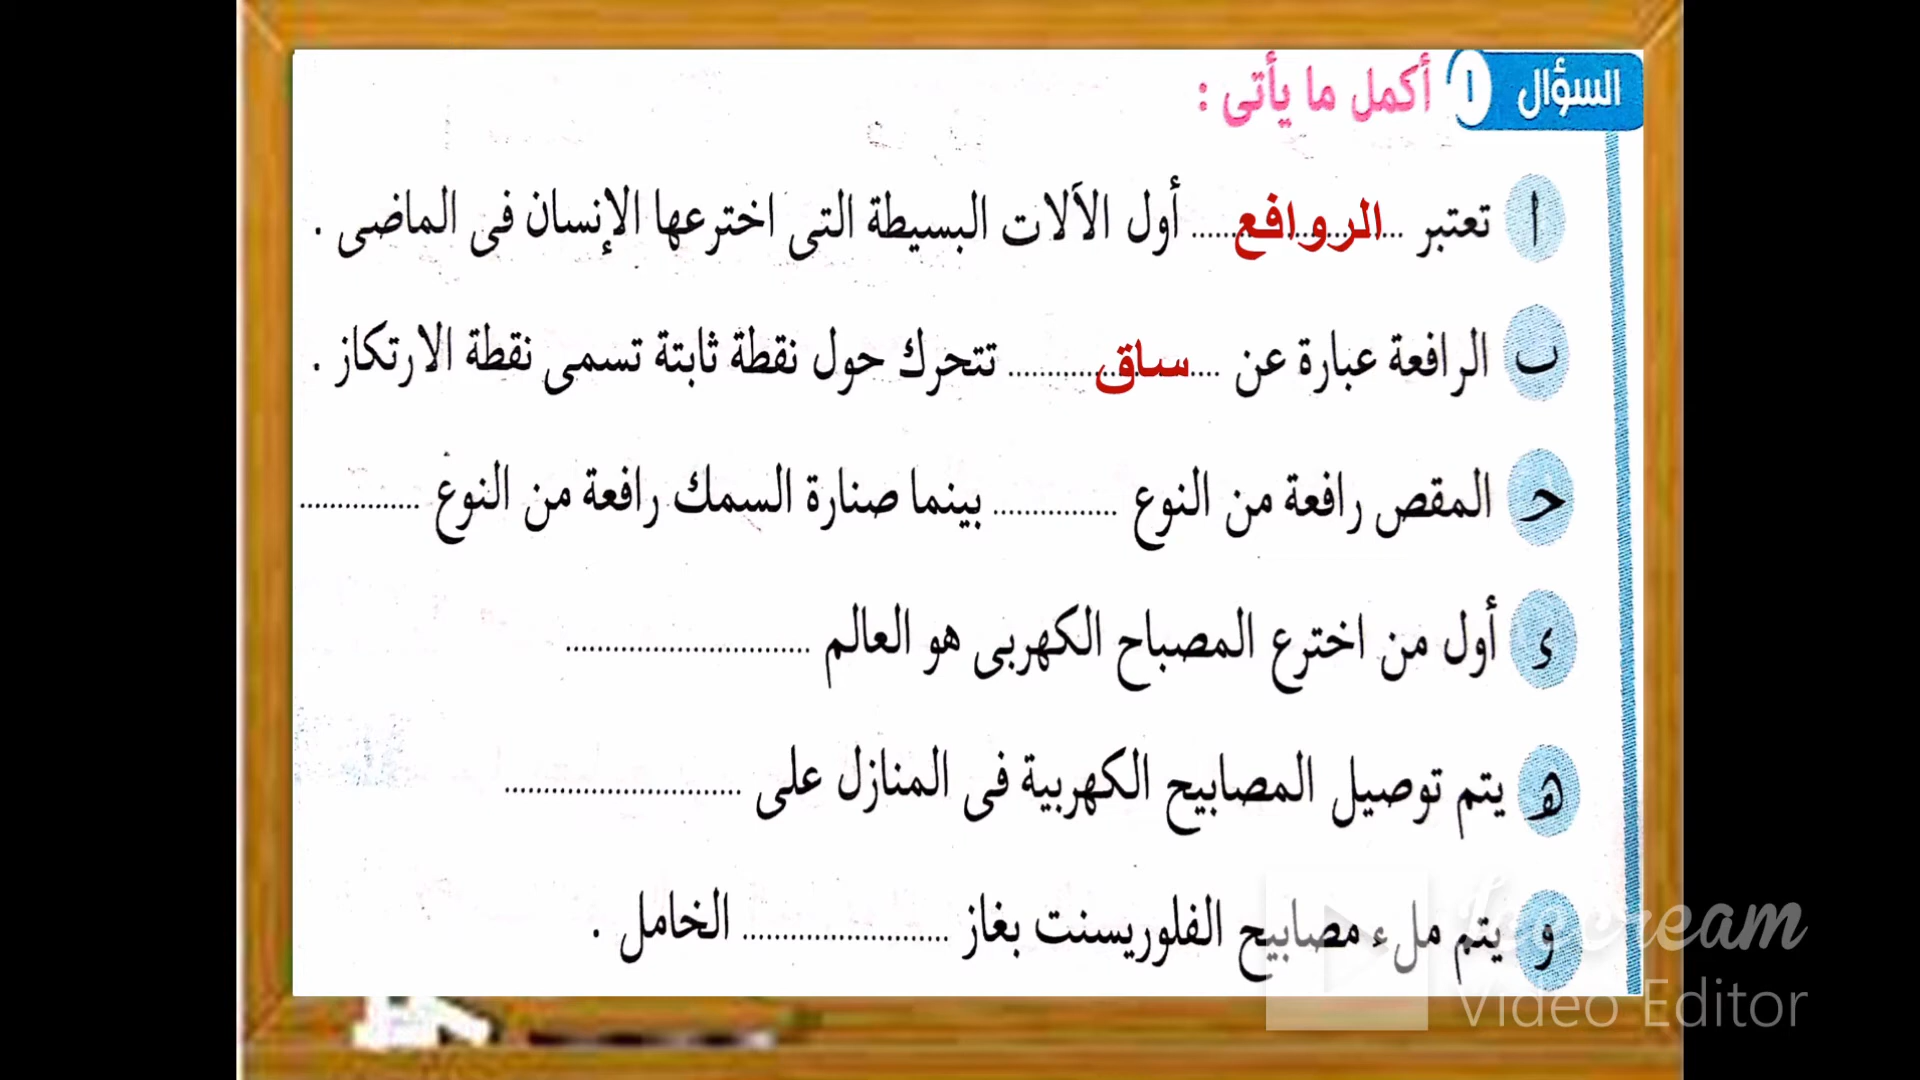 السؤال ١ أكمل ما يأتى :
ا تعتبر ...الروافع... أول الآلات البسيطة التى اخترعها الإنسان فى الماضى .
ب الرافعة عبارة عن ...ساق... تتحرك حول نقطة ثابتة تسمى نقطة الارتكاز .
حـ المقص رافعة من النوع ............... بينما صنارة السمك رافعة من النوع ...............
ء أول من اخترع المصباح الكهربى هو العالم ...............
هـ يتم توصيل المصابيح الكهربية فى المنازل على ...............
و يتم ملء مصابيح الفلوريسنت بغاز ............... الخامل .
Icecream
Video Editor